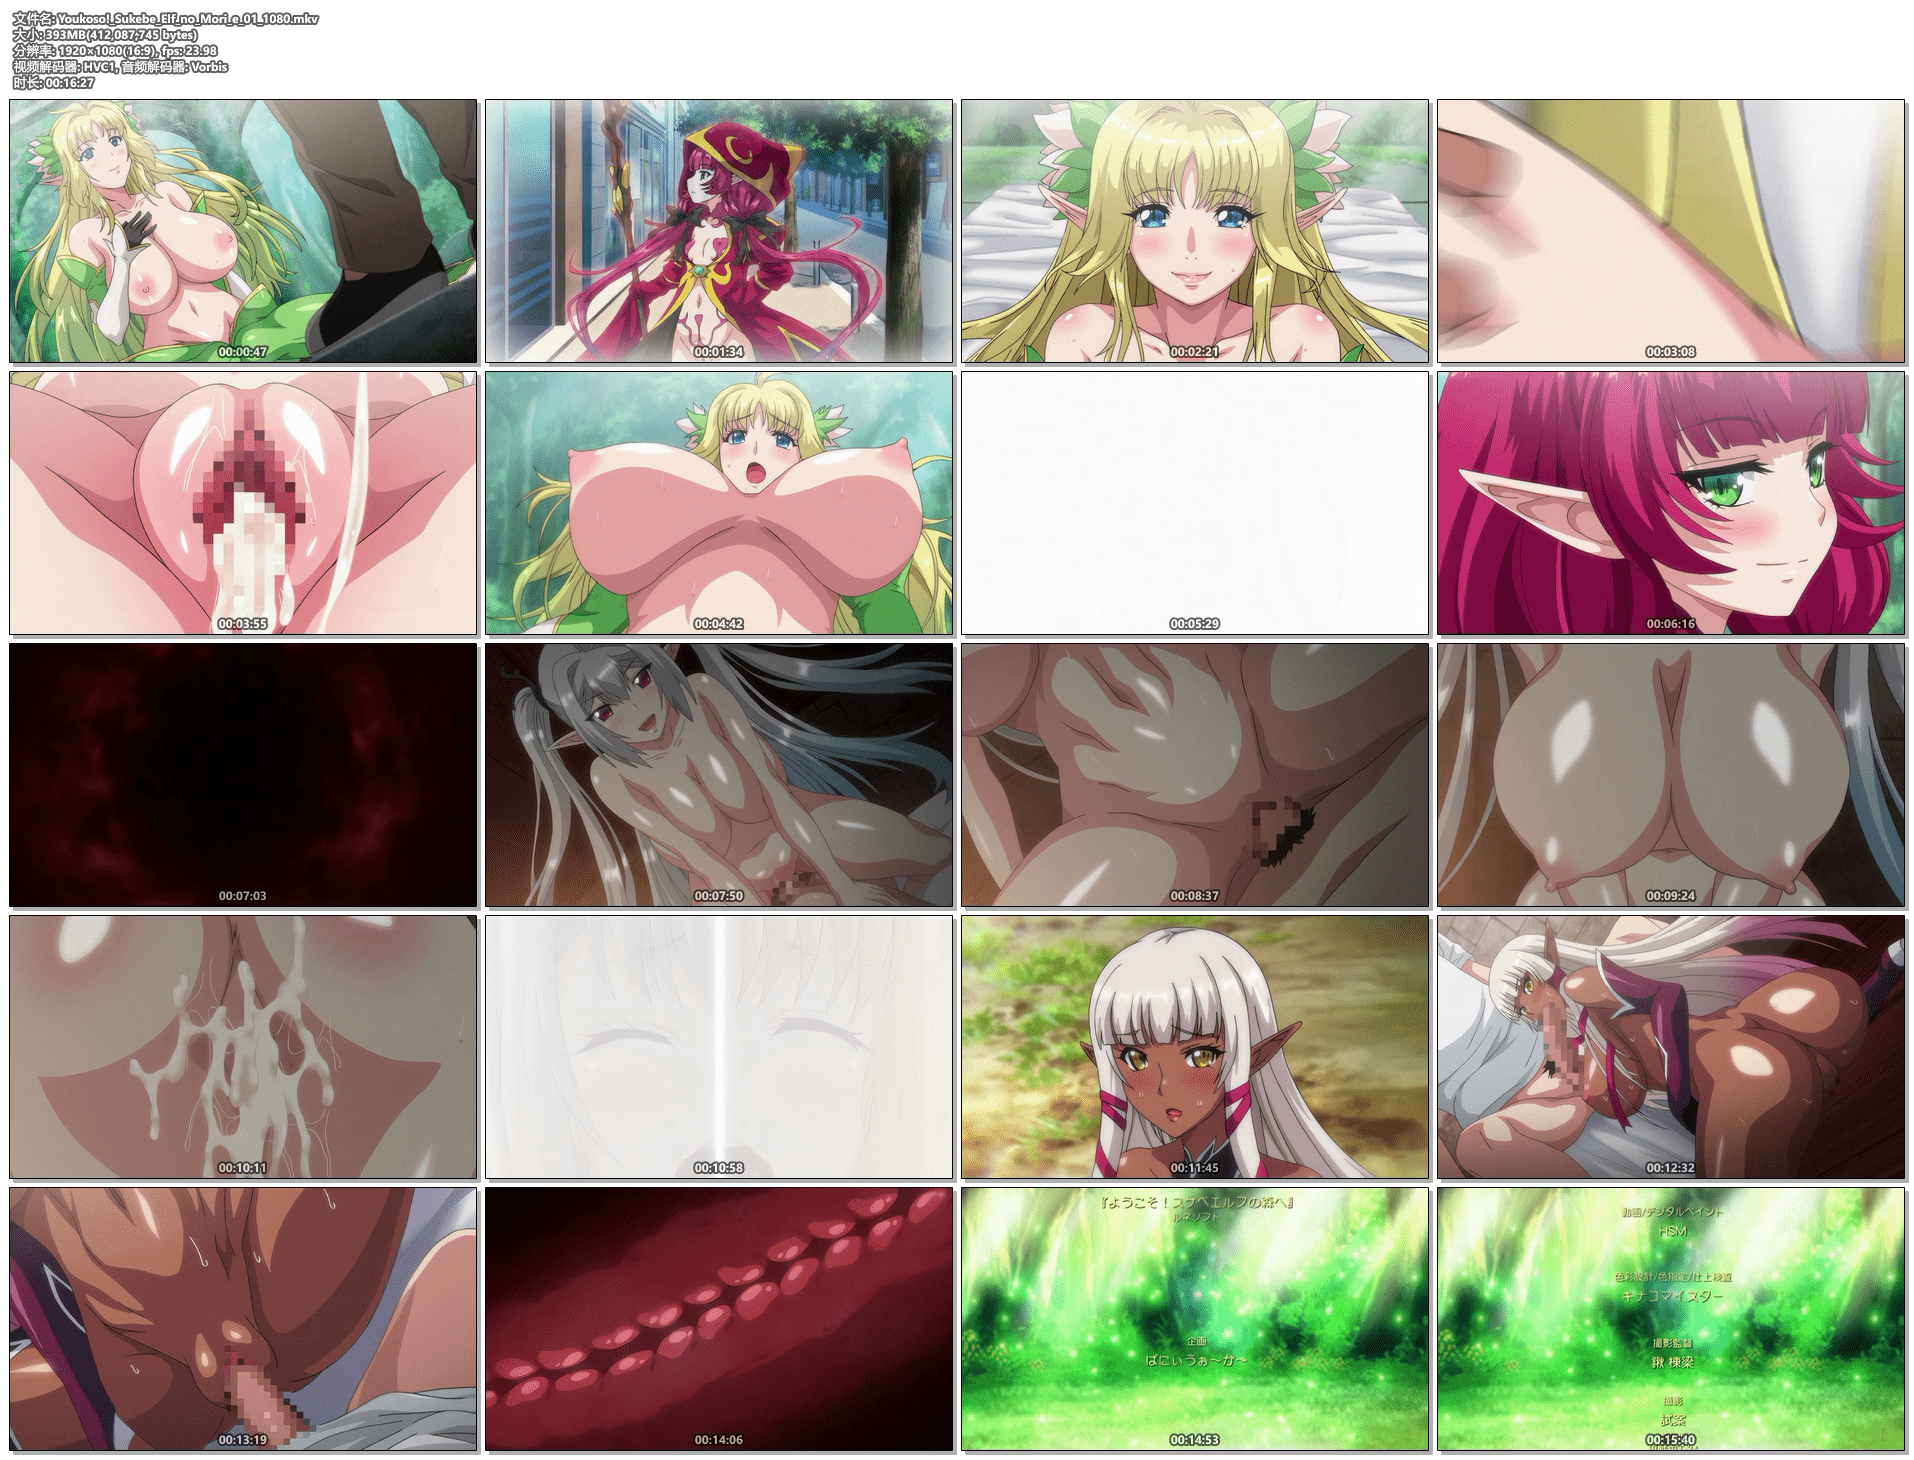 文件名: Youkoso!_Sukebe_Elf_no_Mori_e_01_1080.mkv
大小: 393MB(412,087,745 bytes)
分辨率: 1920×1080(16:9), fps: 23.98
视频解码器: HVC1, 音频解码器: Vorbis
时长: 00:16:27
00:00:47
00:01:34
00:02:21
00:03:08
00:03:55
00:04:42
00:05:29
00:06:16
00:07:03
00:07:50
00:08:37
00:09:24
00:10:11
00:10:58
00:11:45
00:12:32
00:13:19
00:14:06
『ようこそ！スケベエルフの森へ』
ルネソフト
企画
ばにぃうぉ～か～
00:14:53
動画/デジタルペイント
HSM
色彩設計/色指定/仕上検査
キナコマイスター
撮影監督
鍬 棟梁
撮影
試案
00:15:40